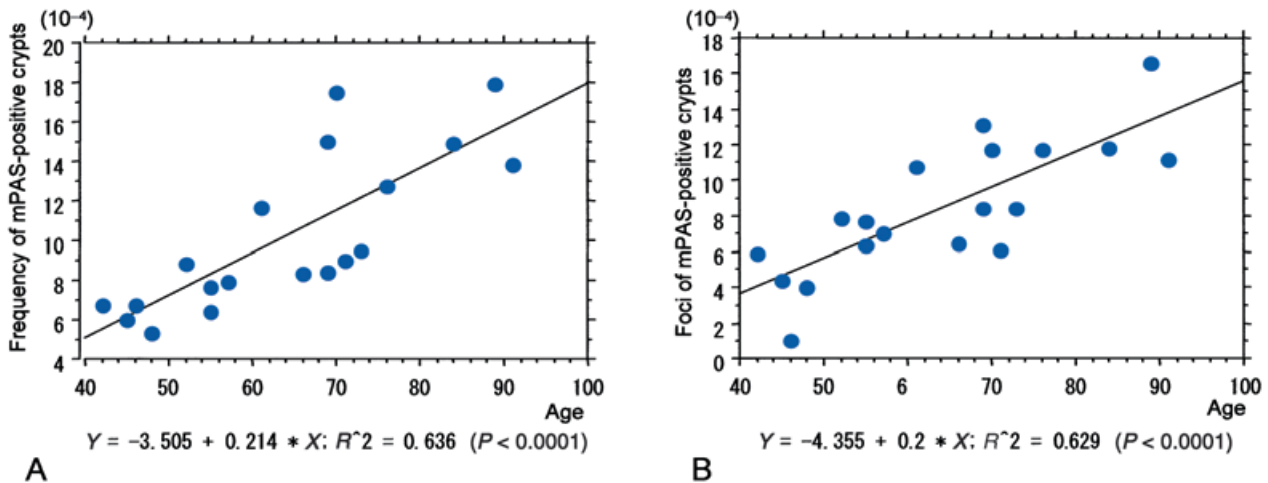 (10⁻⁴)
Frequency of mPAS-positive crypts
20
18
16
14
12
10
8
6
4
40 50 60 70 80 90 100
Age
Y = −3.505 + 0.214 * X; R^2 = 0.636 (P < 0.0001)
A
(10⁻⁴)
Foci of mPAS-positive crypts
18
16
14
12
10
8
6
4
2
0
40 50 6 70 80 90 100
Age
Y = −4.355 + 0.2 * X; R^2 = 0.629 (P < 0.0001)
B